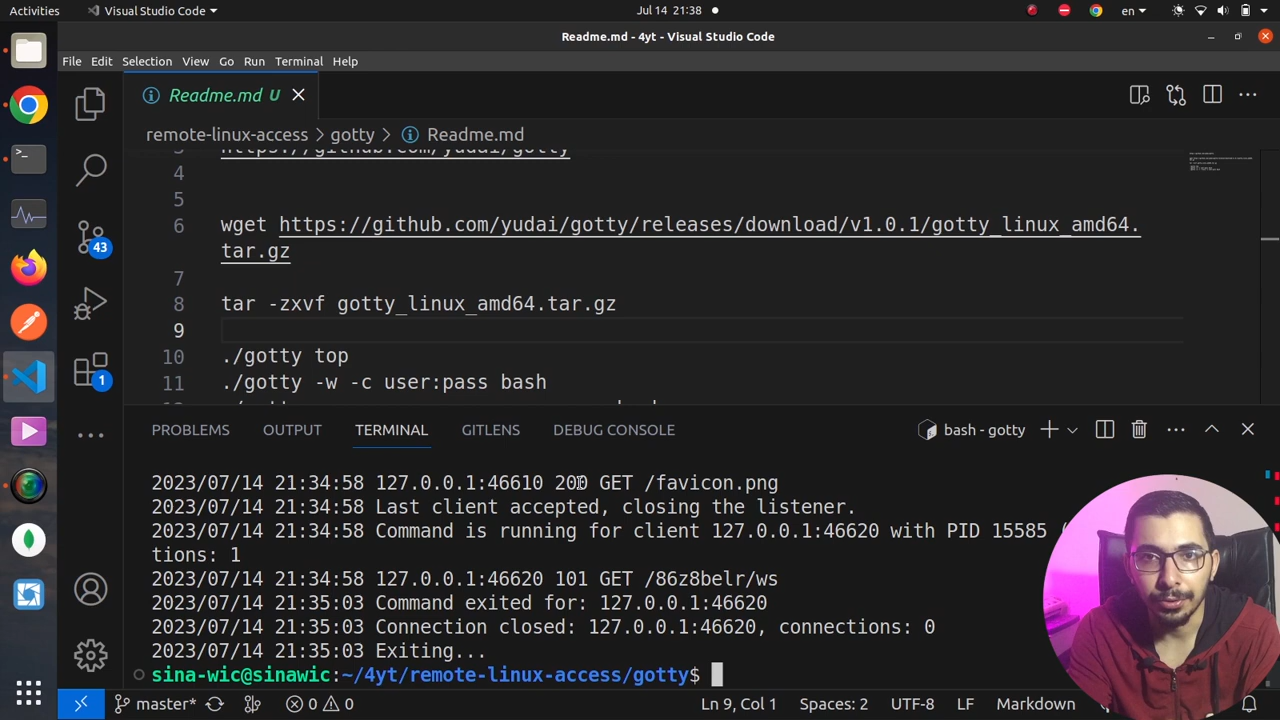 Activities
Visual Studio Code
Jul 14 21:38
en
Readme.md - 4yt - Visual Studio Code
File Edit Selection View Go Run Terminal Help
Readme.md U
remote-linux-access > gotty > Readme.md
3 https://github.com/yudai/gotty
4
5
6 wget https://github.com/yudai/gotty/releases/download/v1.0.1/gotty_linux_amd64.
tar.gz
7
8 tar -zxvf gotty_linux_amd64.tar.gz
9
10 ./gotty top
11 ./gotty -w -c user:pass bash
43
1
PROBLEMS OUTPUT TERMINAL GITLENS DEBUG CONSOLE
bash - gotty
2023/07/14 21:34:58 127.0.0.1:46610 200 GET /favicon.png
2023/07/14 21:34:58 Last client accepted, closing the listener.
2023/07/14 21:34:58 Command is running for client 127.0.0.1:46620 with PID 15585
tions: 1
2023/07/14 21:34:58 127.0.0.1:46620 101 GET /86z8belr/ws
2023/07/14 21:35:03 Command exited for: 127.0.0.1:46620
2023/07/14 21:35:03 Connection closed: 127.0.0.1:46620, connections: 0
2023/07/14 21:35:03 Exiting...
sina-wic@sinawic:~/4yt/remote-linux-access/gotty$
master* 0 0 Ln 9, Col 1 Spaces: 2 UTF-8 LF Markdown